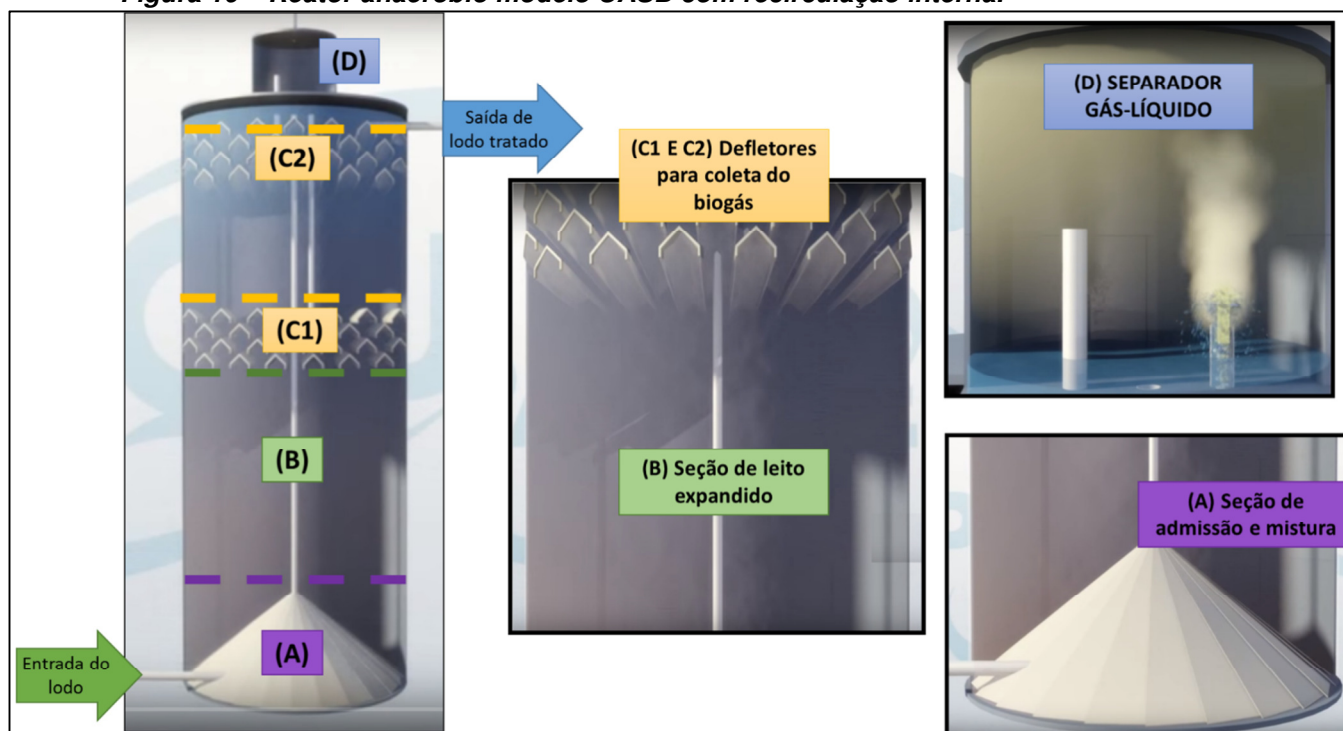 Figura 10 – Reator anaeróbio modelo UASB com recirculação interna.
(D)
Saída de
lodo tratado
(C2)
(C1)
(B)
(A)
Entrada do
lodo
(C1 E C2) Defletores
para coleta do
biogás
(B) Seção de leito
expandido
(D) SEPARADOR
GÁS-LÍQUIDO
(A) Seção de
admissão e mistura